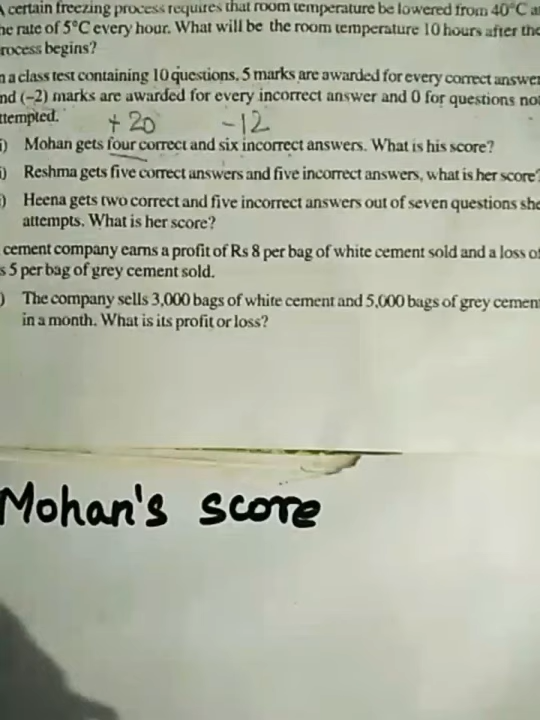 certain freezing process requires that room temperature be lowered from 40°C
rate of 5°C every hour. What will be the room temperature 10 hours after the
rocess begins?
a class test containing 10 questions, 5 marks are awarded for every correct answer
nd (–2) marks are awarded for every incorrect answer and 0 for questions no
ttempted.
+20 -12
i) Mohan gets four correct and six incorrect answers. What is his score?
i) Reshma gets five correct answers and five incorrect answers, what is her score?
i) Heena gets two correct and five incorrect answers out of seven questions she
attempts. What is her score?
cement company earns a profit of Rs 8 per bag of white cement sold and a loss of
s 5 per bag of grey cement sold.
) The company sells 3,000 bags of white cement and 5,000 bags of grey cement
in a month. What is its profit or loss?
Mohan's score